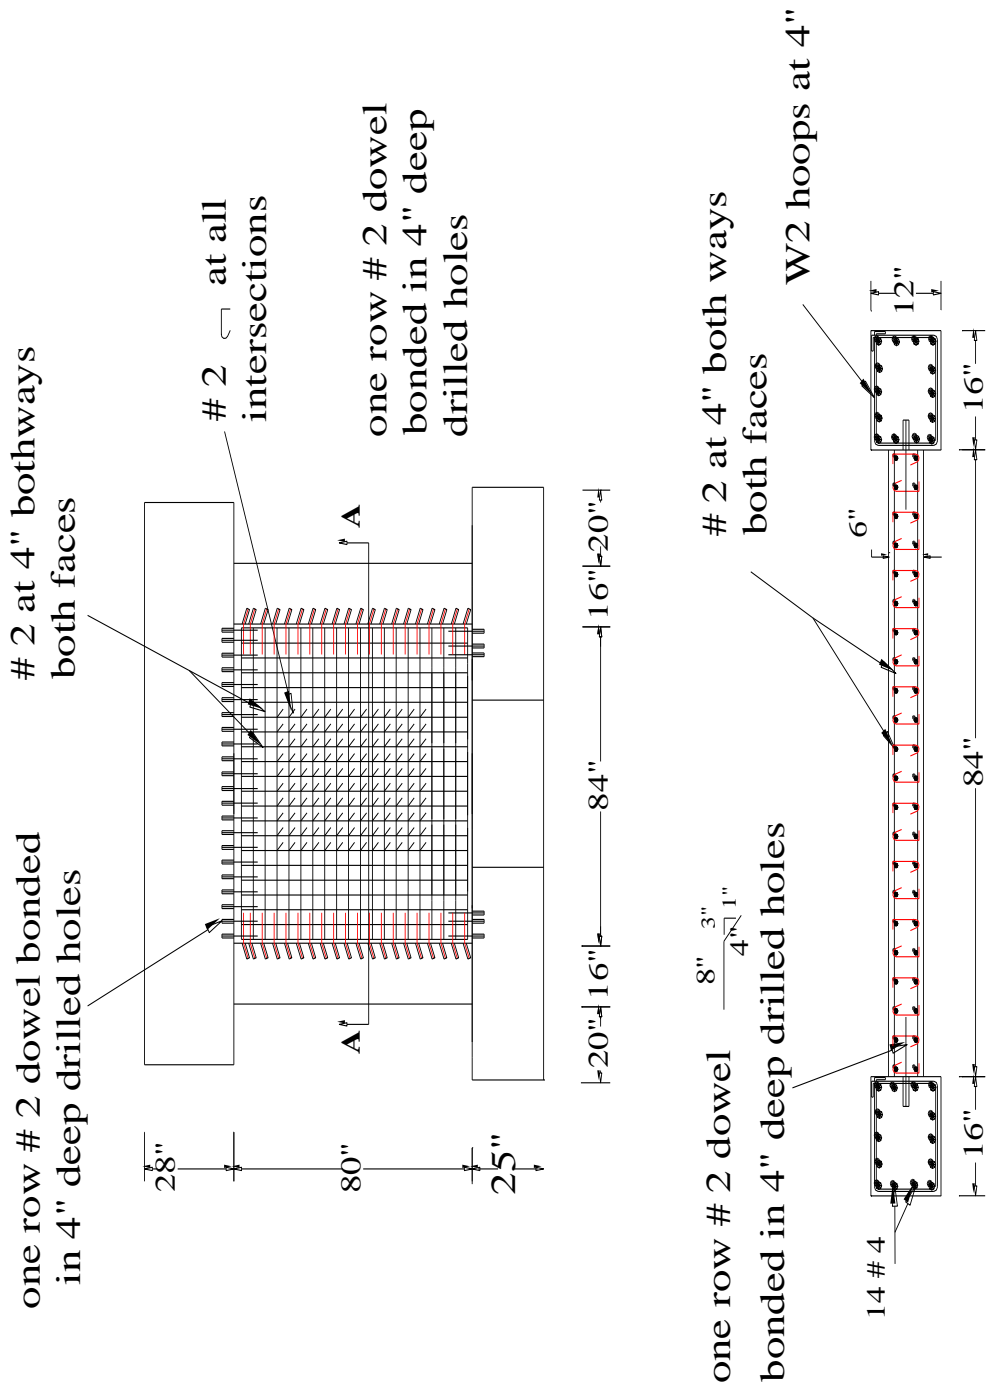 one row # 2 dowel bonded
in 4" deep drilled holes
# 2 at 4" bothways
both faces
# 2 at all
intersections
one row # 2 dowel
bonded in 4" deep
drilled holes
28"
80"
25"
A
A
20"
16"
84"
16"
20"
one row # 2 dowel
bonded in 4" deep drilled holes
8"
4"
3"
1"
# 2 at 4" both ways
both faces
W2 hoops at 4"
14 # 4
6"
12"
16"
84"
16"